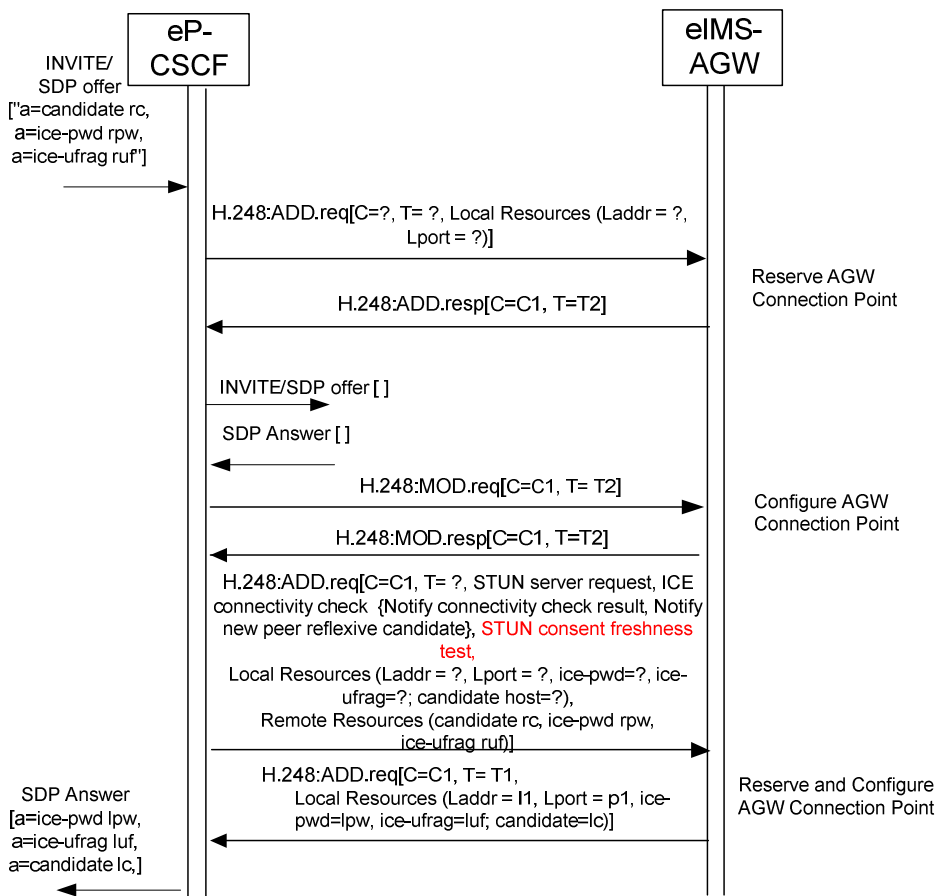 eP-
CSCF
eIMS-
AGW
INVITE/
SDP offer
["a=candidate rc,
a=ice-pwd rpw,
a=ice-ufrag ruf"]
H.248:ADD.req[C=?, T= ?, Local Resources (Laddr = ?,
Lport = ?)]
Reserve AGW
Connection Point
H.248:ADD.resp[C=C1, T=T2]
INVITE/SDP offer [ ]
SDP Answer [ ]
H.248:MOD.req[C=C1, T= T2]
Configure AGW
Connection Point
H.248:MOD.resp[C=C1, T=T2]
H.248:ADD.req[C=C1, T= ?, STUN server request, ICE
connectivity check {Notify connectivity check result, Notify
new peer reflexive candidate}, STUN consent freshness
test,
Local Resources (Laddr = ?, Lport = ?, ice-pwd=?, ice-
ufrag=?; candidate host=?),
Remote Resources (candidate rc, ice-pwd rpw,
ice-ufrag ruf)]
H.248:ADD.req[C=C1, T= T1,
Local Resources (Laddr = l1, Lport = p1, ice-
pwd=lpw, ice-ufrag=luf; candidate=lc)]
Reserve and Configure
AGW Connection Point
SDP Answer
[a=ice-pwd lpw,
a=ice-ufrag luf,
a=candidate lc,]